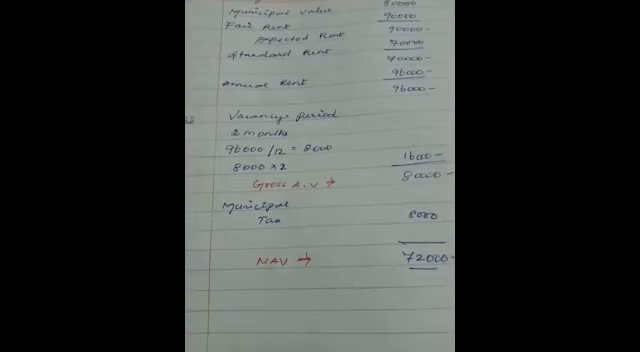 Municipal Value 80000
Fair Rent 90000
90000-
Expected Rent 70000
Standard Rent 70000-
96000-
Annual Rent 96000-
Vacancy period
2 months
96000/12 = 8000
8000 × 2 16000-
Gross A.V → 80000-
Municipal
Tax 8000
NAV → 72000-